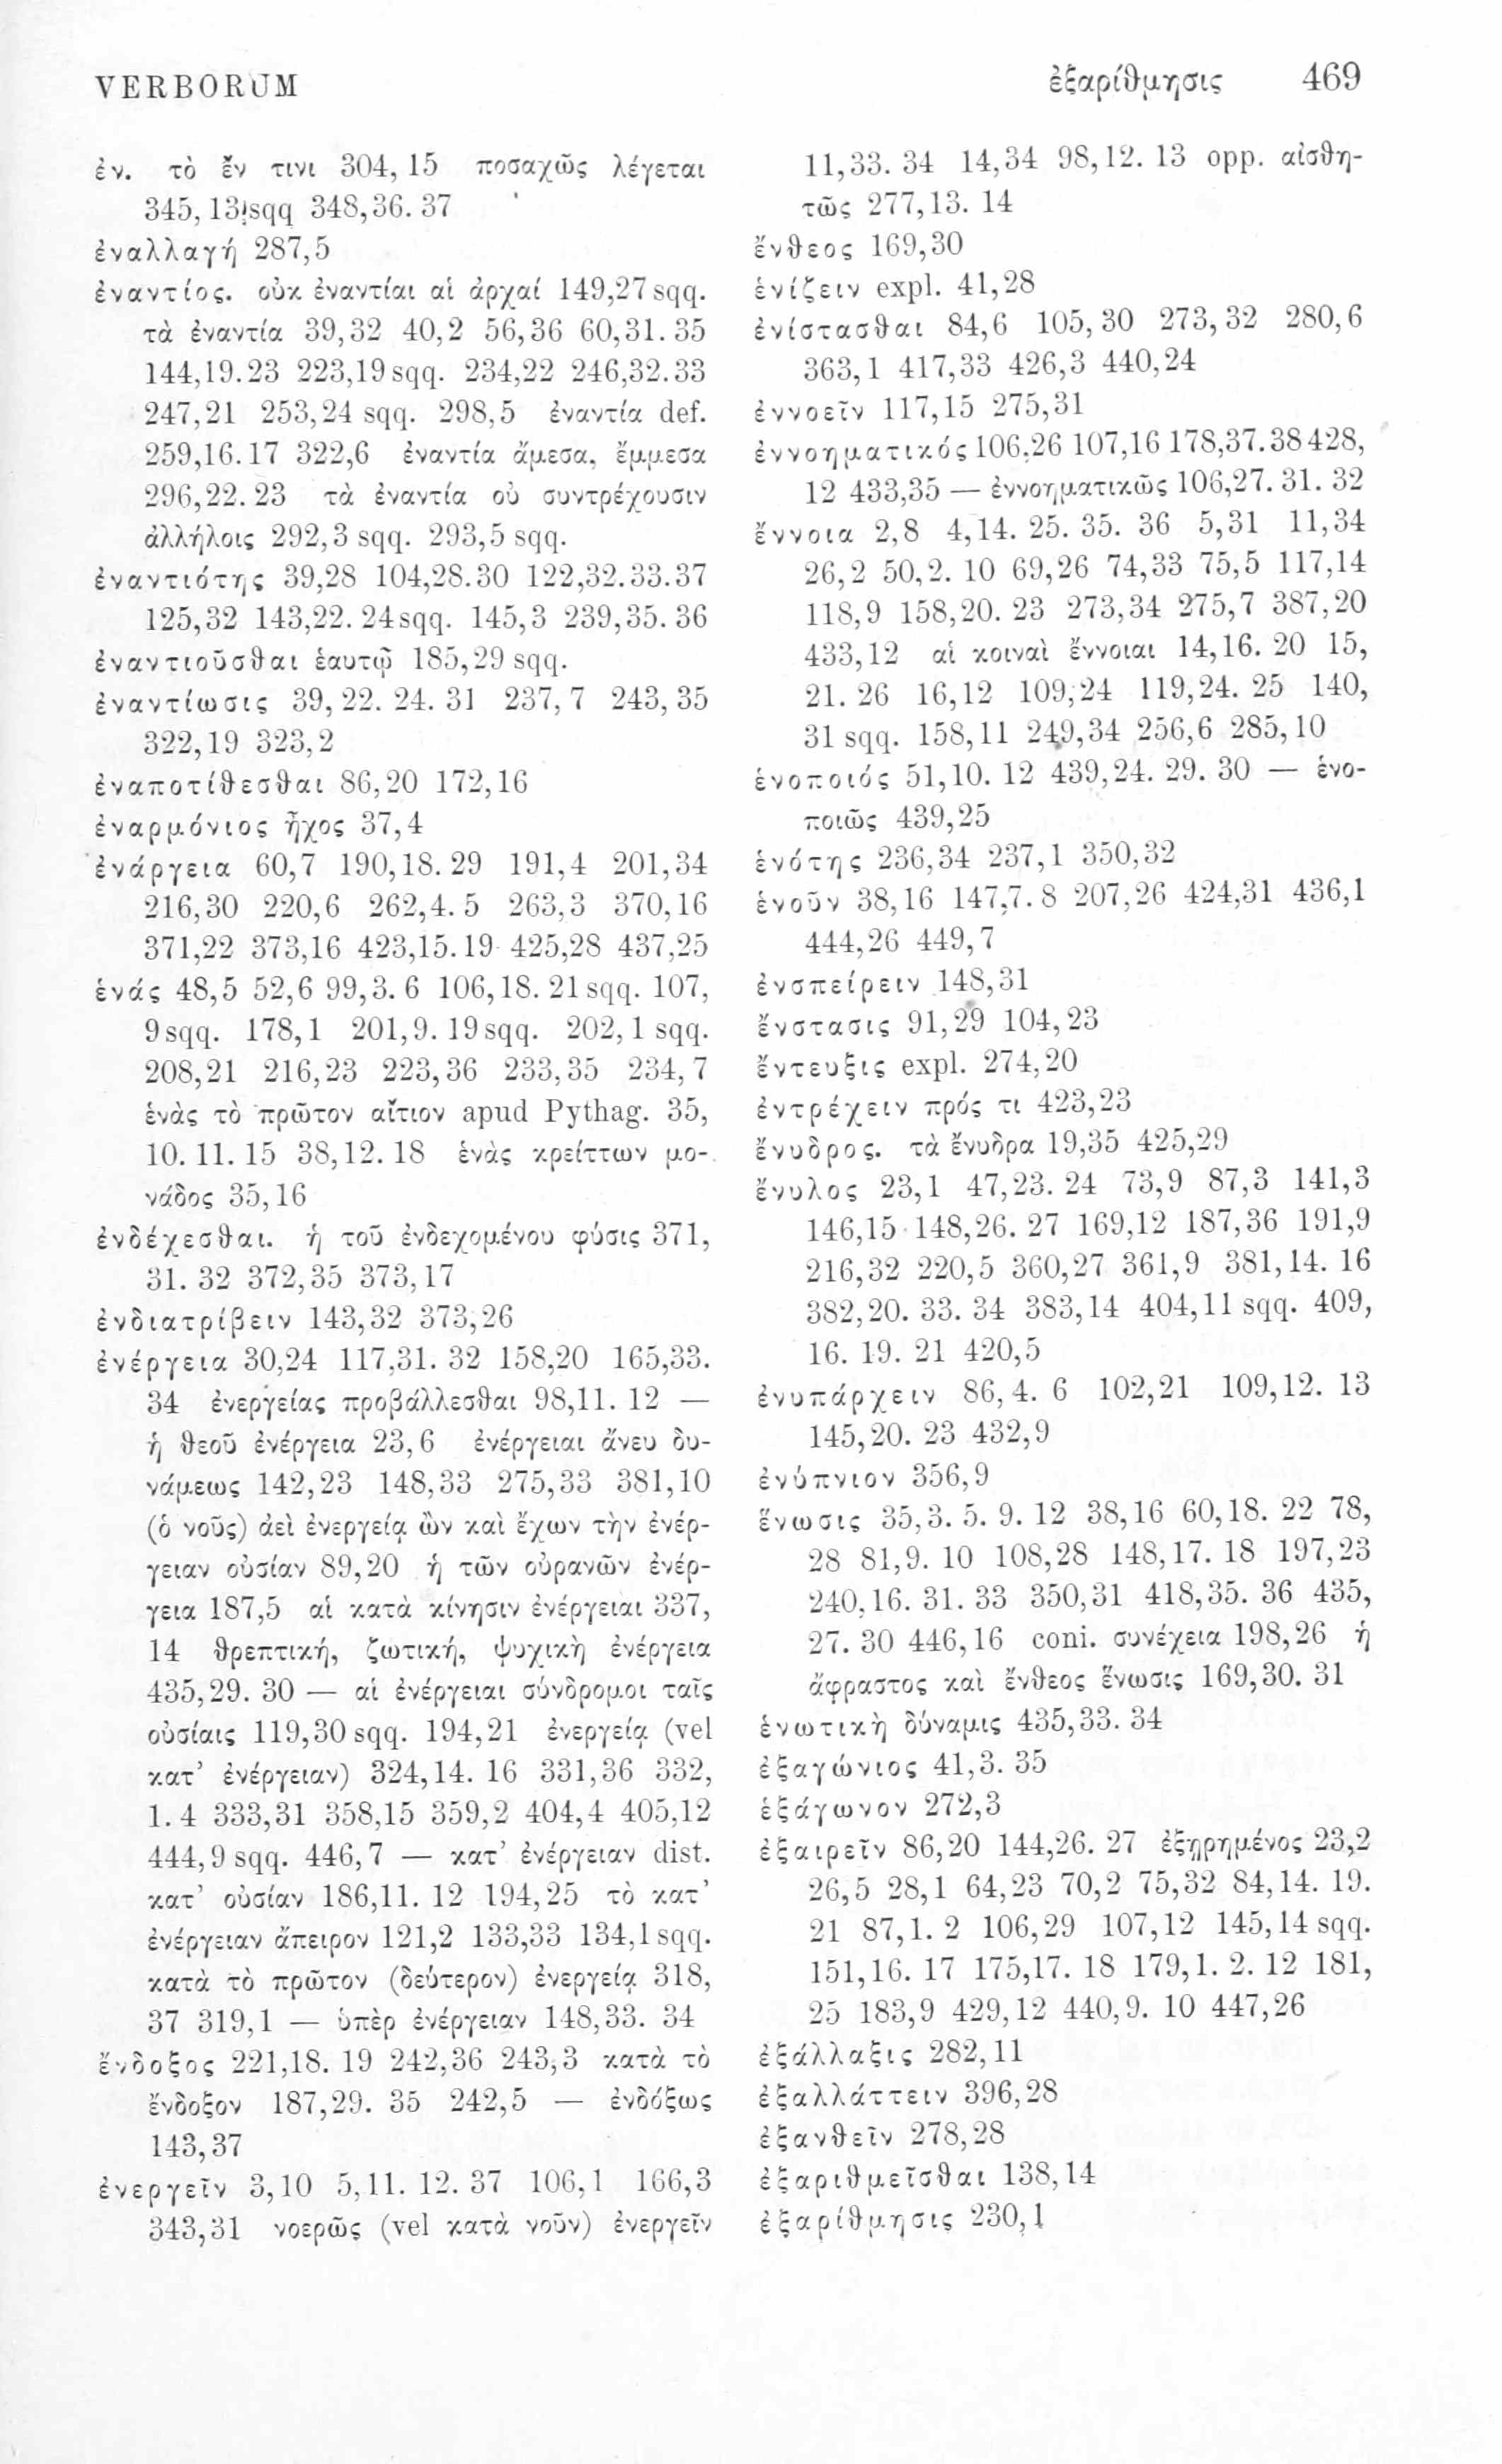 VERBORUM
ἐξαρίθμησις 469
ἐν. τὸ ἔν τινι 304, 15 ποσαχῶς λέγεται
345, 13 sqq 348,36. 37
ἐναλλαγή 287,5
ἐναντίος. οὐκ ἐναντίαι αἱ ἀρχαί 149,27 sqq.
τὰ ἐναντία 39,32 40,2 56,36 60,31. 35
144,19.23 223,19 sqq. 234,22 246,32.33
247,21 253,24 sqq. 298,5 ἐναντία def.
259,16.17 322,6 ἐναντία ἄμεσα, ἔμμεσα
296,22. 23 τὰ ἐναντία οὐ συντρέχουσιν
ἀλλήλοις 292,3 sqq. 293,5 sqq.
ἐναντιότης 39,28 104,28.30 122,32.33.37
125,32 143,22. 24 sqq. 145,3 239,35. 36
ἐναντιοῦσθαι ἑαυτῷ 185,29 sqq.
ἐναντίωσις 39, 22. 24. 31 237, 7 243, 35
322,19 323,2
ἐναποτίθεσθαι 86,20 172,16
ἐναρμόνιος ἦχος 37,4
ἐνάργεια 60,7 190,18. 29 191,4 201,34
216,30 220,6 262,4. 5 263,3 370,16
371,22 373,16 423,15. 19 425,28 437,25
ἑνάς 48,5 52,6 99,3. 6 106,18. 21 sqq. 107,
9 sqq. 178,1 201,9. 19 sqq. 202, 1 sqq.
208,21 216,23 223,36 233,35 234, 7
ἑνὰς τὸ πρῶτον αἴτιον apud Pythag. 35,
10. 11. 15 38,12. 18 ἑνὰς κρείττων μο-
νάδος 35,16
ἐνδέχεσθαι. ἡ τοῦ ἐνδεχομένου φύσις 371,
31. 32 372,35 373,17
ἐνδιατρίβειν 143,32 373,26
ἐνέργεια 30,24 117,31. 32 158,20 165,33.
34 ἐνεργείας προβάλλεσθαι 98,11. 12 —
ἡ θεοῦ ἐνέργεια 23,6 ἐνέργειαι ἄνευ δυ-
νάμεως 142,23 148,33 275,33 381,10
(ὁ νοῦς) ἀεὶ ἐνεργείᾳ ὢν καὶ ἔχων τὴν ἐνέρ-
γειαν οὐσίαν 89,20 ἡ τῶν οὐρανῶν ἐνέρ-
γεια 187,5 αἱ κατὰ κίνησιν ἐνέργειαι 337,
14 θρεπτική, ζωτική, ψυχικὴ ἐνέργεια
435,29. 30 — αἱ ἐνέργειαι σύνδρομοι ταῖς
οὐσίαις 119,30 sqq. 194,21 ἐνεργείᾳ (vel
κατ’ ἐνέργειαν) 324,14. 16 331,36 332,
1. 4 333,31 358,15 359,2 404,4 405,12
444,9 sqq. 446,7 — κατ’ ἐνέργειαν dist.
κατ’ οὐσίαν 186,11. 12 194,25 τὸ κατ’
ἐνέργειαν ἄπειρον 121,2 133,33 134,1 sqq.
κατὰ τὸ πρῶτον (δεύτερον) ἐνεργείᾳ 318,
37 319,1 — ὑπὲρ ἐνέργειαν 148,33. 34
ἔνδοξος 221,18. 19 242,36 243,3 κατὰ τὸ
ἔνδοξον 187,29. 35 242,5 — ἐνδόξως
143,37
ἐνεργεῖν 3,10 5,11. 12. 37 106,1 166,3
343,31 νοερῶς (vel κατὰ νοῦν) ἐνεργεῖν
11,33. 34 14,34 98,12. 13 opp. αἰσθη-
τῶς 277,13. 14
ἔνθεος 169,30
ἑνίζειν expl. 41,28
ἐνίστασθαι 84,6 105,30 273,32 280,6
363,1 417,33 426,3 440,24
ἐννοεῖν 117,15 275,31
ἐννοηματικός 106,26 107,16 178,37.38 428,
12 433,35 — ἐννοηματικῶς 106,27. 31. 32
ἔννοια 2,8 4,14. 25. 35. 36 5,31 11,34
26,2 50,2. 10 69,26 74,33 75,5 117,14
118,9 158,20. 23 273,34 275,7 387,20
433,12 αἱ κοιναὶ ἔννοιαι 14,16. 20 15,
21. 26 16,12 109,24 119,24. 25 140,
31 sqq. 158,11 249,34 256,6 285,10
ἑνοποιός 51,10. 12 439,24. 29. 30 — ἑνο-
ποιῶς 439,25
ἑνότης 236,34 237,1 350,32
ἑνοῦν 38,16 147,7. 8 207,26 424,31 436,1
444,26 449,7
ἐνσπείρειν 148,31
ἔνστασις 91,29 104,23
ἔντευξις expl. 274,20
ἐντρέχειν πρός τι 423,23
ἔνυδρος. τὰ ἔνυδρα 19,35 425,29
ἔνυλος 23,1 47,23. 24 73,9 87,3 141,3
146,15 148,26. 27 169,12 187,36 191,9
216,32 220,5 360,27 361,9 381,14. 16
382,20. 33. 34 383,14 404,11 sqq. 409,
16. 19. 21 420,5
ἐνυπάρχειν 86,4. 6 102,21 109,12. 13
145,20. 23 432,9
ἐνύπνιον 356,9
ἕνωσις 35,3. 5. 9. 12 38,16 60,18. 22 78,
28 81,9. 10 108,28 148,17. 18 197,23
240,16. 31. 33 350,31 418,35. 36 435,
27. 30 446,16 coni. συνέχεια 198,26 ἡ
ἄφραστος καὶ ἔνθεος ἕνωσις 169,30. 31
ἑνωτικὴ δύναμις 435,33. 34
ἑξαγώνιος 41,3. 35
ἑξάγωνον 272,3
ἐξαιρεῖν 86,20 144,26. 27 ἐξῃρημένος 23,2
26,5 28,1 64,23 70,2 75,32 84,14. 19.
21 87,1. 2 106,29 107,12 145,14 sqq.
151,16. 17 175,17. 18 179,1. 2. 12 181,
25 183,9 429,12 440,9. 10 447,26
ἐξάλλαξις 282,11
ἐξαλλάττειν 396,28
ἐξανθεῖν 278,28
ἐξαριθμεῖσθαι 138,14
ἐξαρίθμησις 230,1